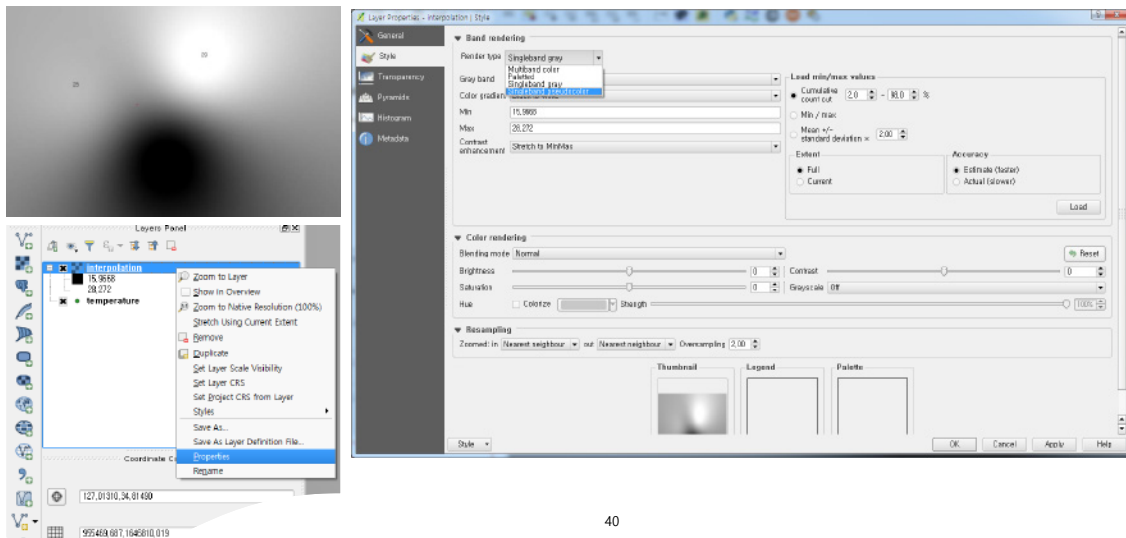 29
25
Layers Panel
interpolation
15,9668
28,272
temperature
Zoom to Layer
Show in Overview
Zoom to Native Resolution (100%)
Stretch Using Current Extent
Remove
Duplicate
Set Layer Scale Visibility
Set Layer CRS
Set Project CRS from Layer
Styles
Save As...
Save As Layer Definition File...
Properties
Rename
Coordinate C
127,01310,34,81490
955469,687,1646810,019
Layer Properties - interpolation | Style
General
Style
Transparency
Pyramids
Histogram
Metadata
Band rendering
Render type Singleband gray
Multiband color
Paletted
Singleband gray
Singleband pseudocolor
Gray band
Color gradient
Min 15,9668
Max 28,272
Contrast enhancement Stretch to MinMax
Load min/max values
Cumulative count cut 2,0 - 98,0 %
Min / max
Mean +/- standard deviation × 2,00
Extent
Full
Current
Accuracy
Estimate (faster)
Actual (slower)
Load
Color rendering
Blending mode Normal
Reset
Brightness 0 Contrast 0
Saturation 0 Grayscale Off
Hue Colorize Strength 100%
Resampling
Zoomed: in Nearest neighbour out Nearest neighbour Oversampling 2,00
Thumbnail Legend Palette
Style OK Cancel Apply Help
40